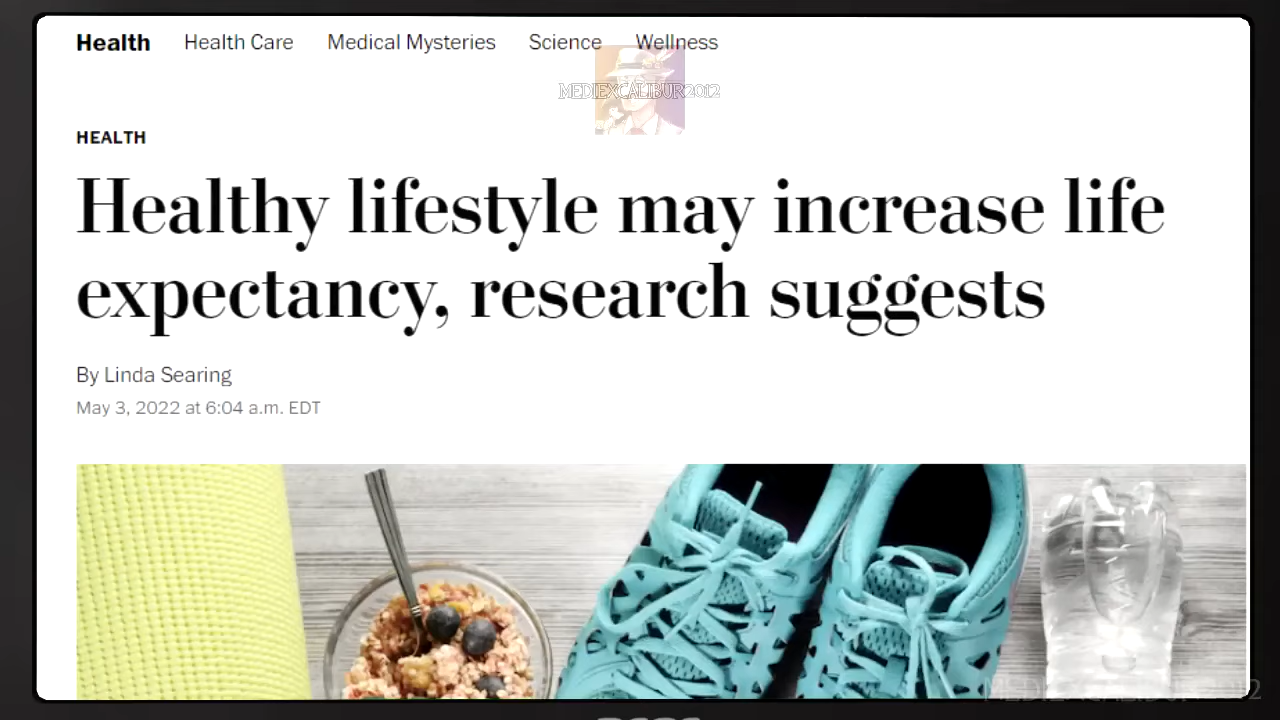 Health Health Care Medical Mysteries Science Wellness
MEDIEXCALIBUR2012
HEALTH
Healthy lifestyle may increase life
expectancy, research suggests
By Linda Searing
May 3, 2022 at 6:04 a.m. EDT
MEDIEXCALIBUR2012